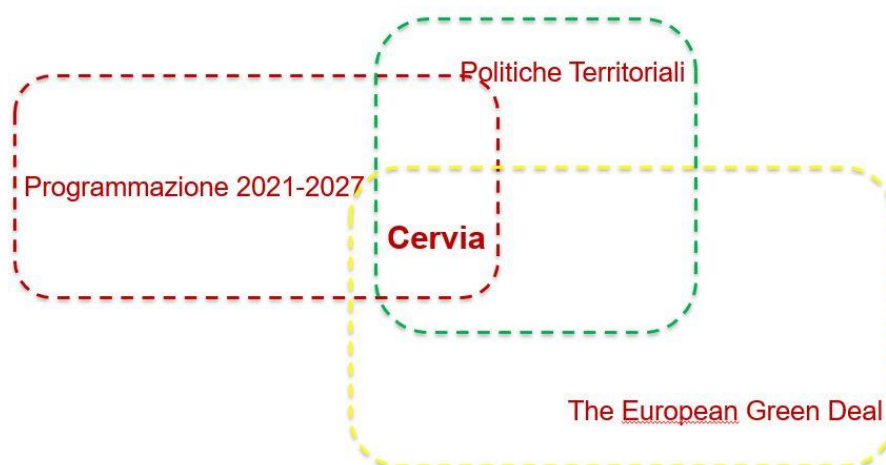 Politiche Territoriali
Programmazione 2021-2027
Cervia
The European Green Deal